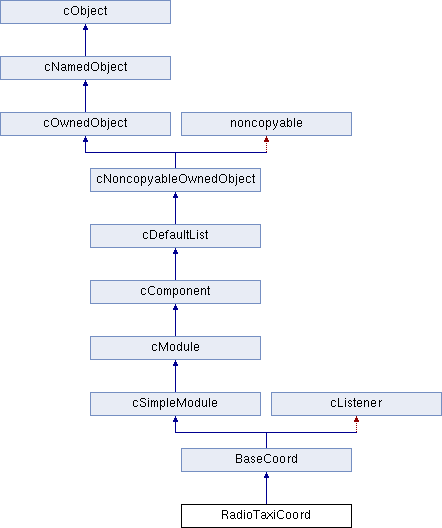 cObject
cNamedObject
cOwnedObject
noncopyable
cNoncopyableOwnedObject
cDefaultList
cComponent
cModule
cSimpleModule
cListener
BaseCoord
RadioTaxiCoord